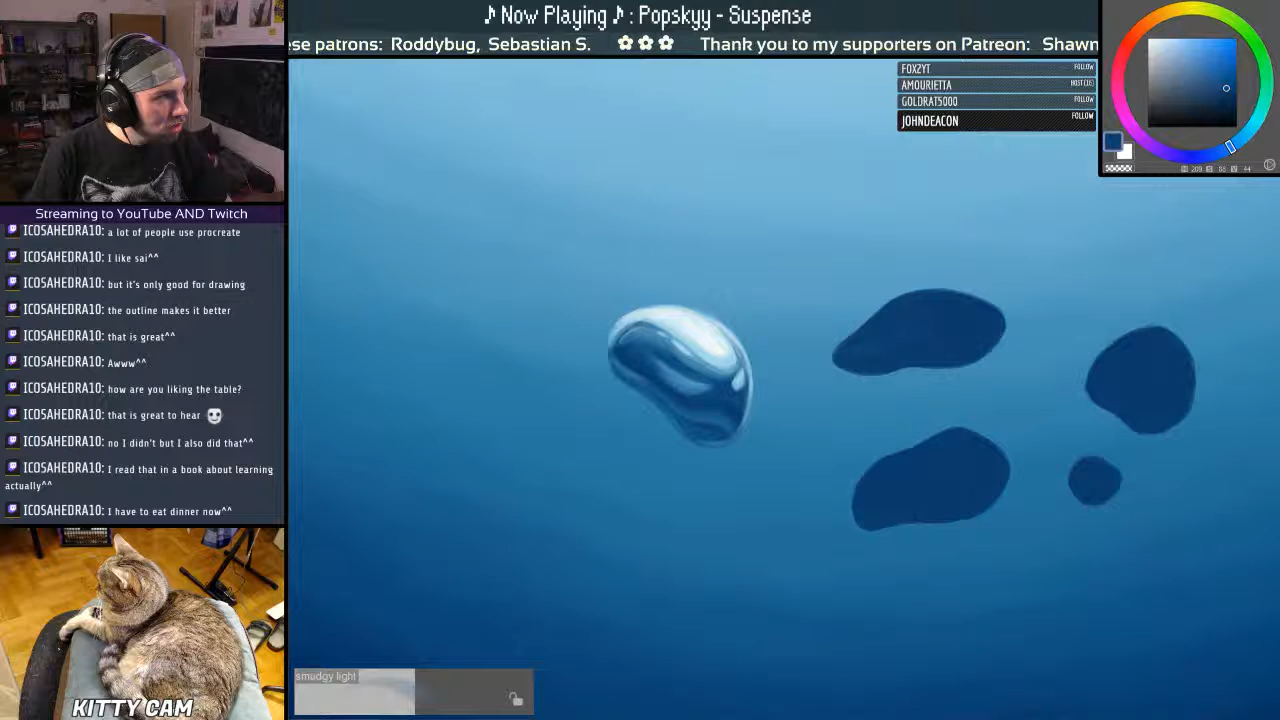 ♪ Now Playing ♪ : Popskyy - Suspense
ese patrons: Roddybug, Sebastian S. ✿ ✿ ✿ Thank you to my supporters on Patreon: Shawn
FOXZYT FOLLOW
AMOURIETTA HOST (16)
GOLDRAT5000 FOLLOW
JOHNDEACON FOLLOW
Streaming to YouTube AND Twitch
ICOSAHEDRA10: a lot of people use procreate
ICOSAHEDRA10: I like sai^^
ICOSAHEDRA10: but it's only good for drawing
ICOSAHEDRA10: the outline makes it better
ICOSAHEDRA10: that is great^^
ICOSAHEDRA10: Awww^^
ICOSAHEDRA10: how are you liking the table?
ICOSAHEDRA10: that is great to hear
ICOSAHEDRA10: no I didn't but I also did that^^
ICOSAHEDRA10: I read that in a book about learning
actually^^
ICOSAHEDRA10: I have to eat dinner now^^
smudgy light
KITTY CAM